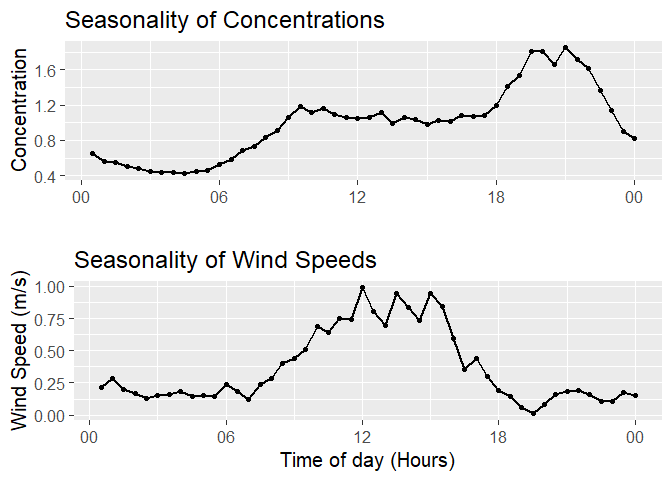 Seasonality of Concentrations
Concentration
1.6
1.2
0.8
0.4
00 06 12 18 00
Seasonality of Wind Speeds
Wind Speed (m/s)
1.00
0.75
0.50
0.25
0.00
00 06 12 18 00
Time of day (Hours)